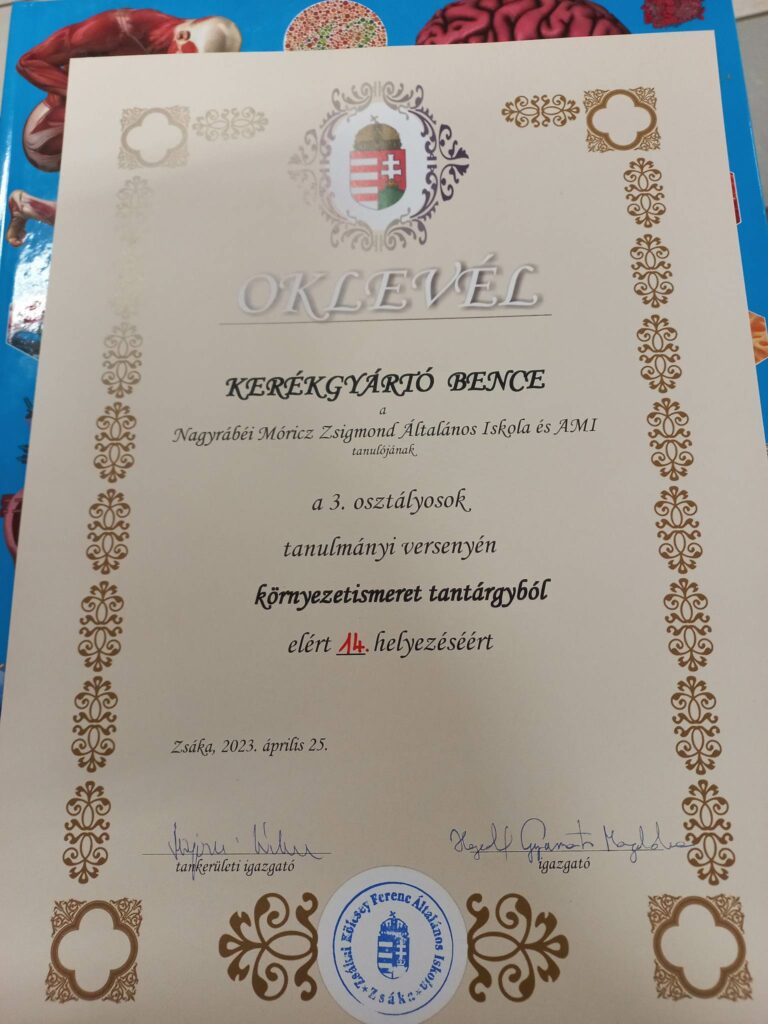 OKLEVÉL
KERÉKGYÁRTÓ BENCE
a
Nagyrábéi Móricz Zsigmond Általános Iskola és AMI
tanulójának
a 3. osztályosok
tanulmányi versenyén
környezetismeret tantárgyból
elért 14. helyezéséért
Zsáka, 2023. április 25.
tankerületi igazgató
igazgató
Zsákai Kölcsey Ferenc Általános Iskola
*Zsáka*